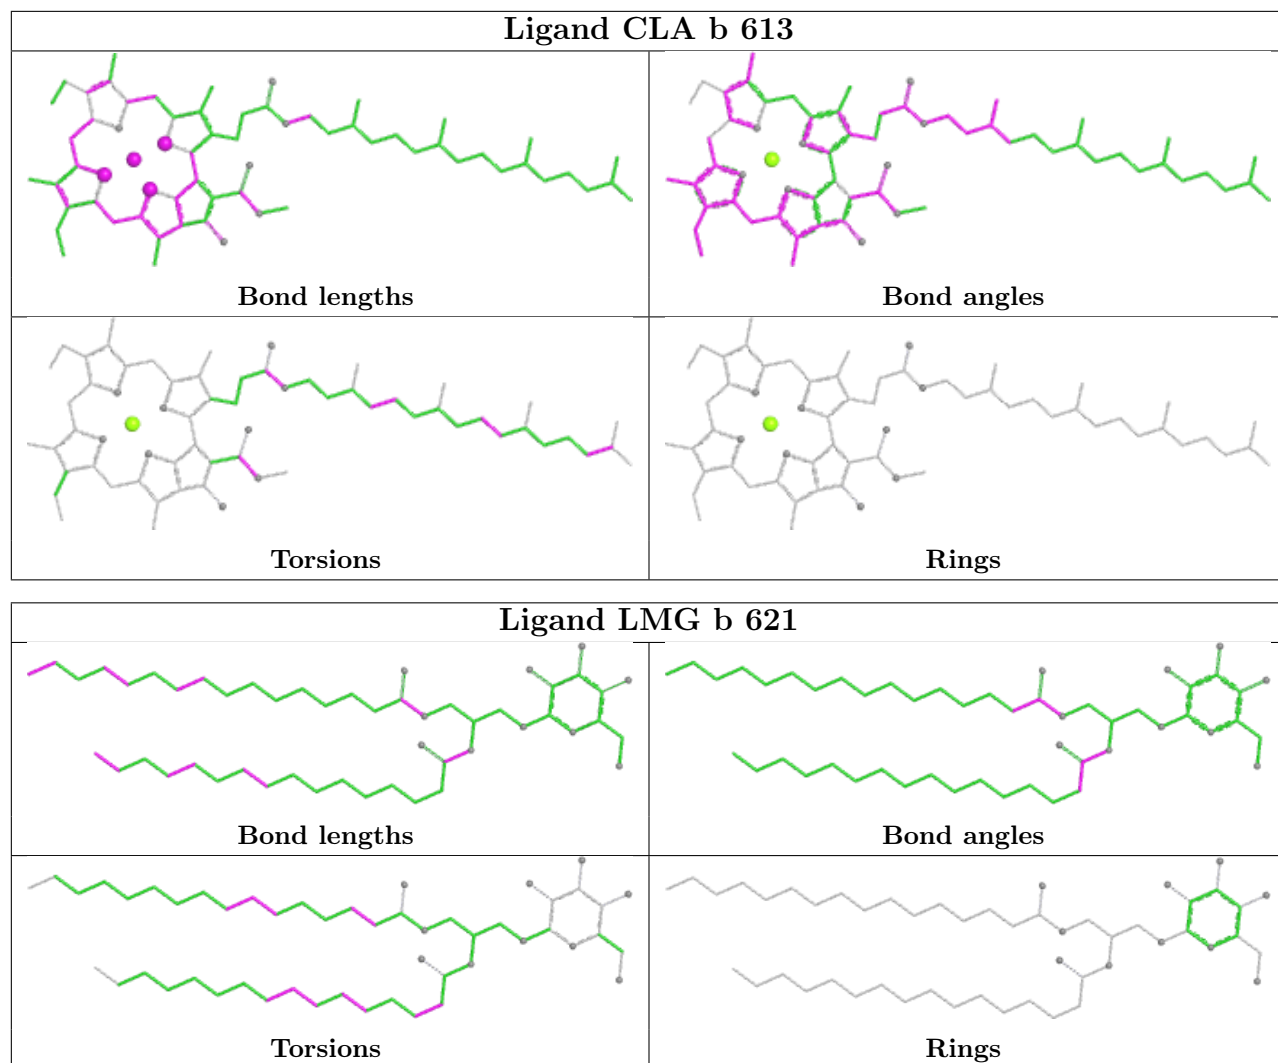 Ligand CLA b 613
Bond lengths
Bond angles
Torsions
Rings
Ligand LMG b 621
Bond lengths
Bond angles
Torsions
Rings